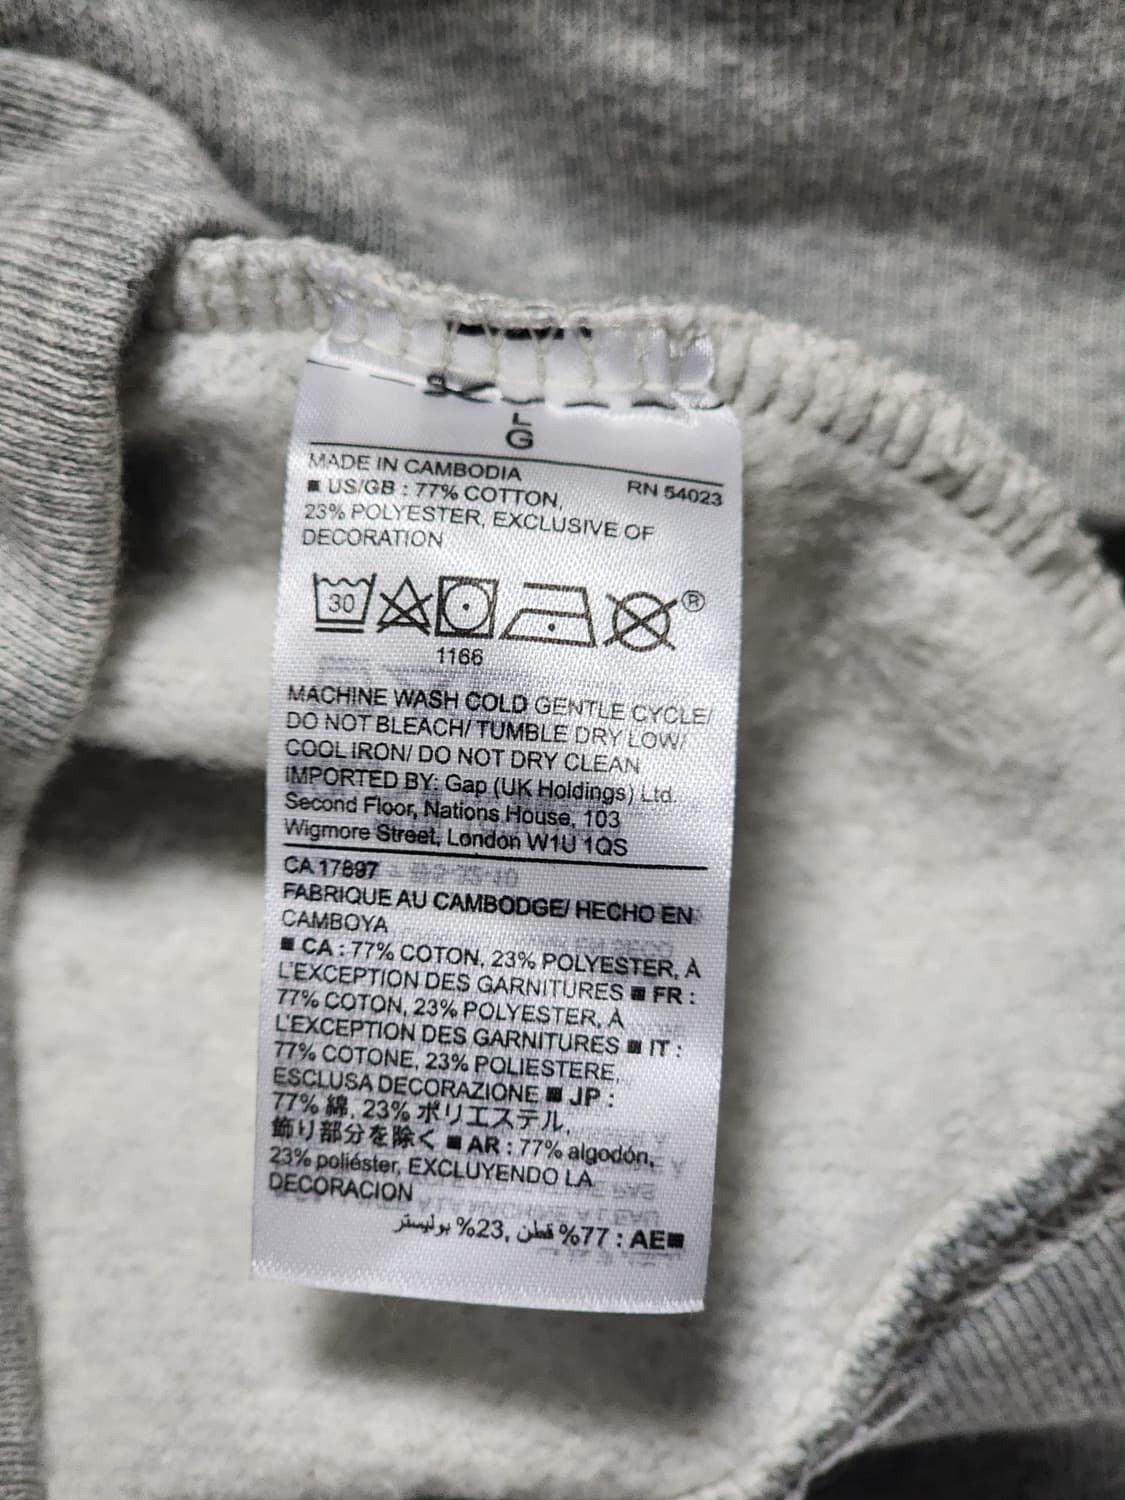 L
G
MADE IN CAMBODIA
RN 54023
■ US/GB : 77% COTTON,
23% POLYESTER, EXCLUSIVE OF
DECORATION
30
®
1166
MACHINE WASH COLD GENTLE CYCLE/
DO NOT BLEACH/ TUMBLE DRY LOW/
COOL IRON/ DO NOT DRY CLEAN
IMPORTED BY: Gap (UK Holdings) Ltd.
Second Floor, Nations House, 103
Wigmore Street, London W1U 1QS
CA 17897
FABRIQUE AU CAMBODGE/ HECHO EN
CAMBOYA
■ CA : 77% COTON, 23% POLYESTER, À
L'EXCEPTION DES GARNITURES ■ FR :
77% COTON, 23% POLYESTER, À
L'EXCEPTION DES GARNITURES ■ IT :
77% COTONE, 23% POLIESTERE,
ESCLUSA DECORAZIONE ■ JP :
77% 綿, 23% ポリエステル,
飾り部分を除く ■ AR : 77% algodón,
23% poliéster, EXCLUYENDO LA
DECORACION
■AE : 77% قطن, 23% بوليستر